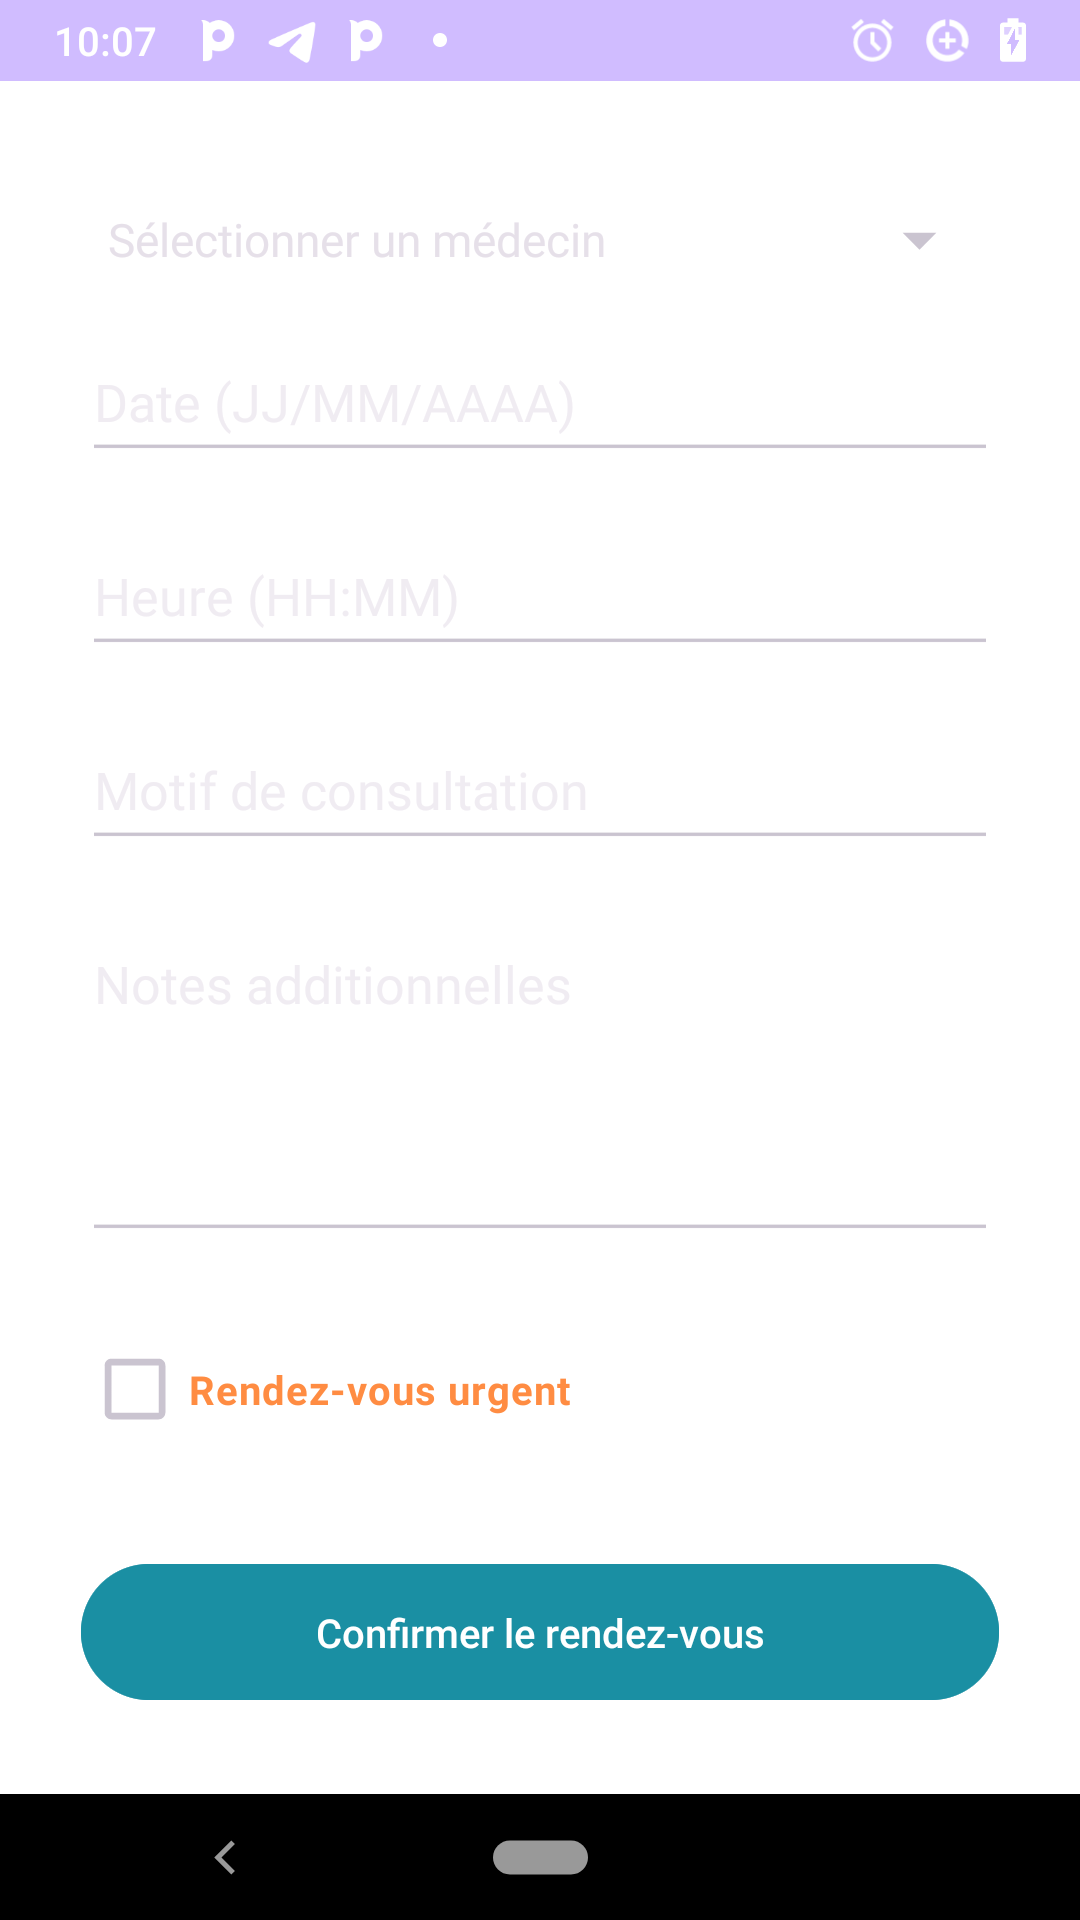 10:07
Sélectionner un médecin
Date (JJ/MM/AAAA)
Heure (HH:MM)
Motif de consultation
Notes additionnelles
Rendez-vous urgent
Confirmer le rendez-vous